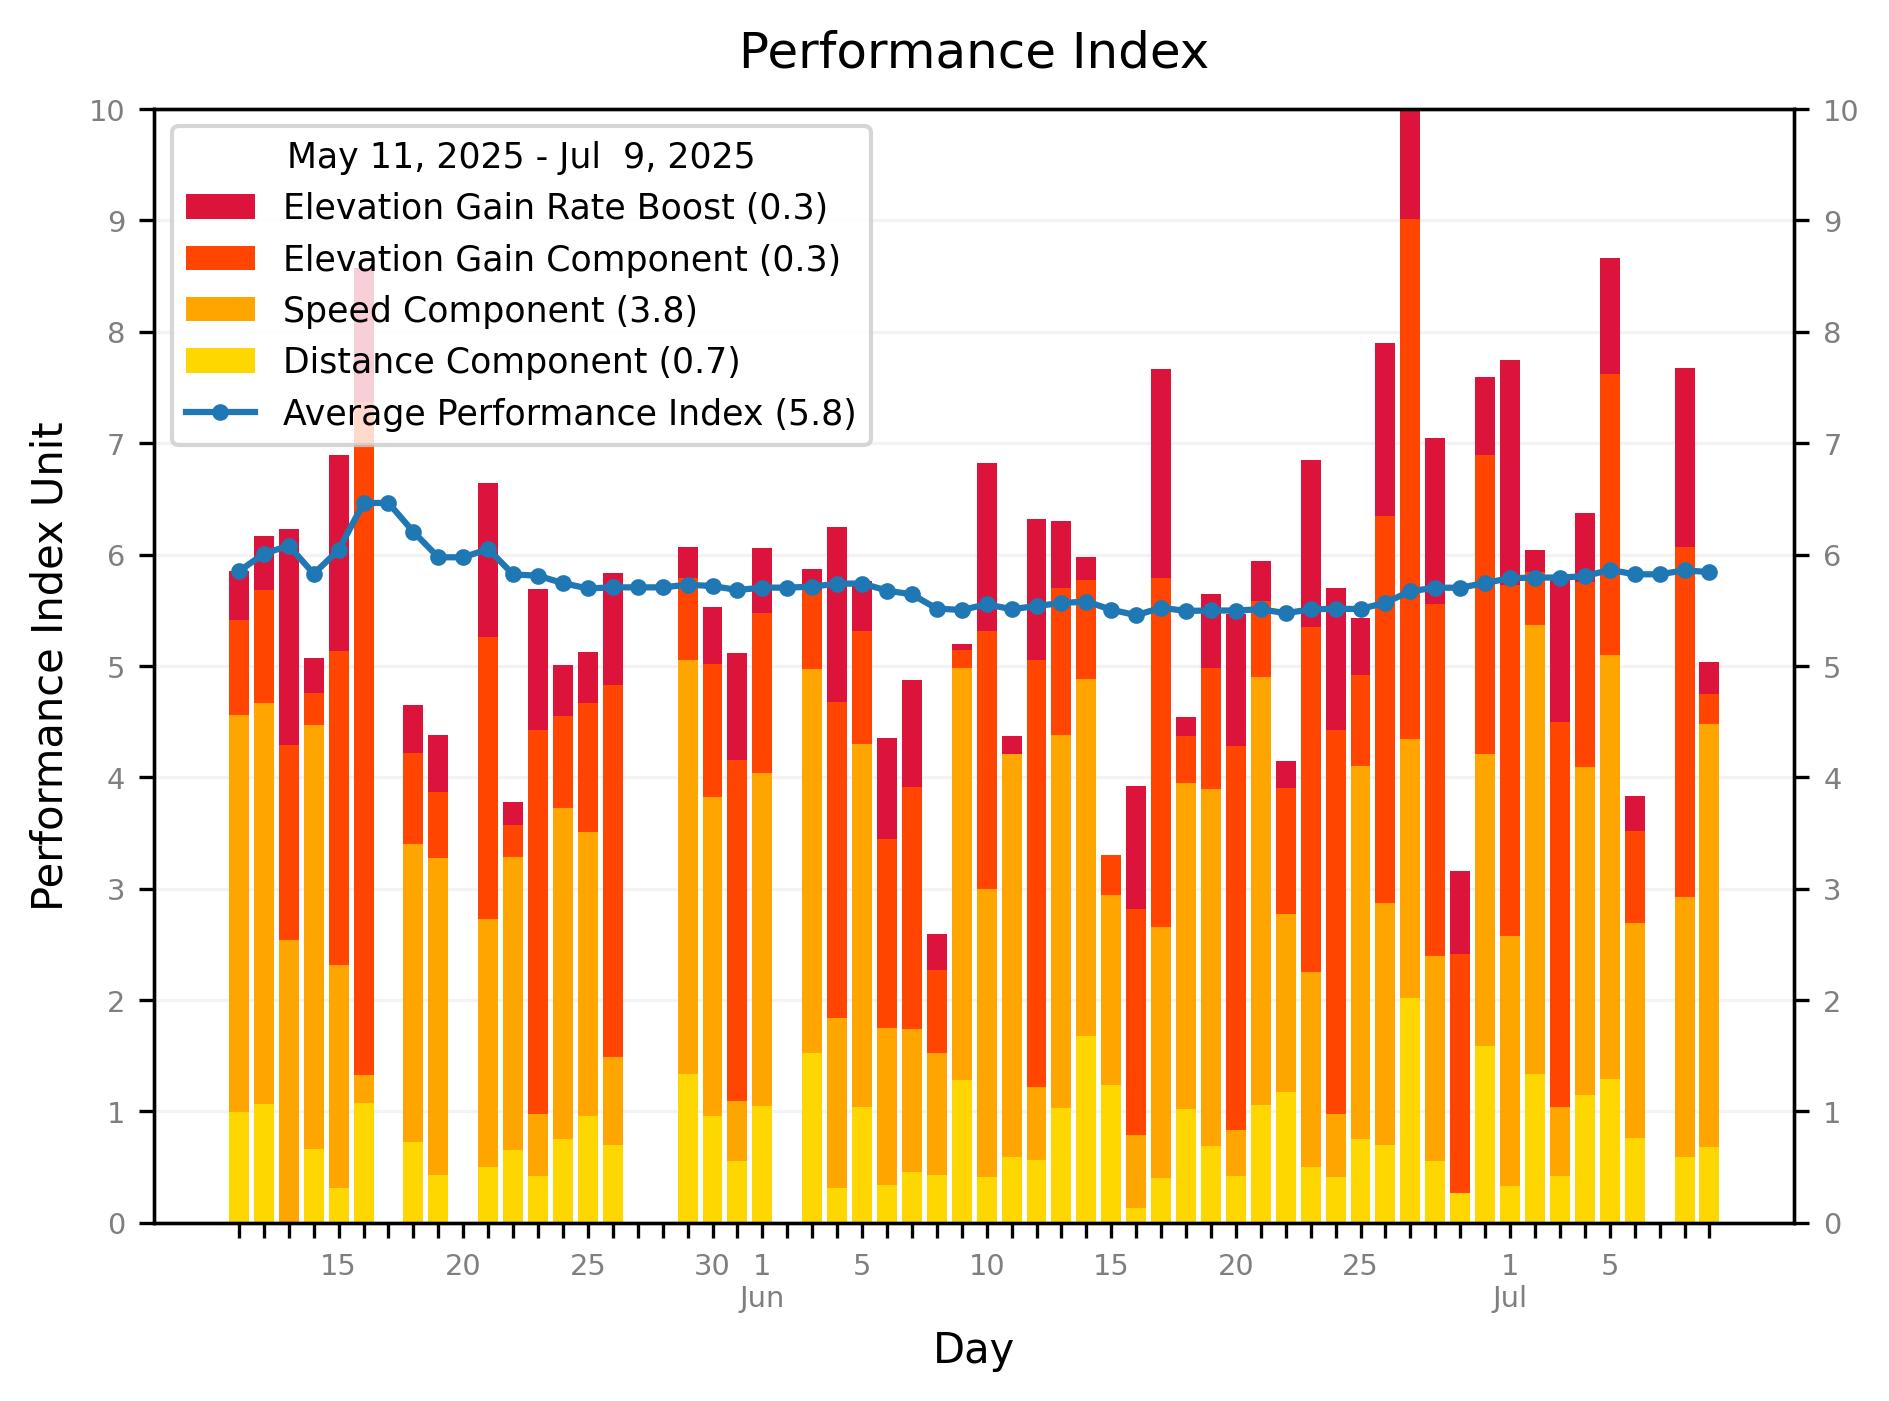 Performance Index
May 11, 2025 - Jul  9, 2025
Elevation Gain Rate Boost (0.3)
Elevation Gain Component (0.3)
Speed Component (3.8)
Distance Component (0.7)
Average Performance Index (5.8)
Performance Index Unit
10 10
9 9
8 8
7 7
6 6
5 5
4 4
3 3
2 2
1 1
0 0
15 20 25 30 1 5 10 15 20 25 1 5
Jun Jul
Day